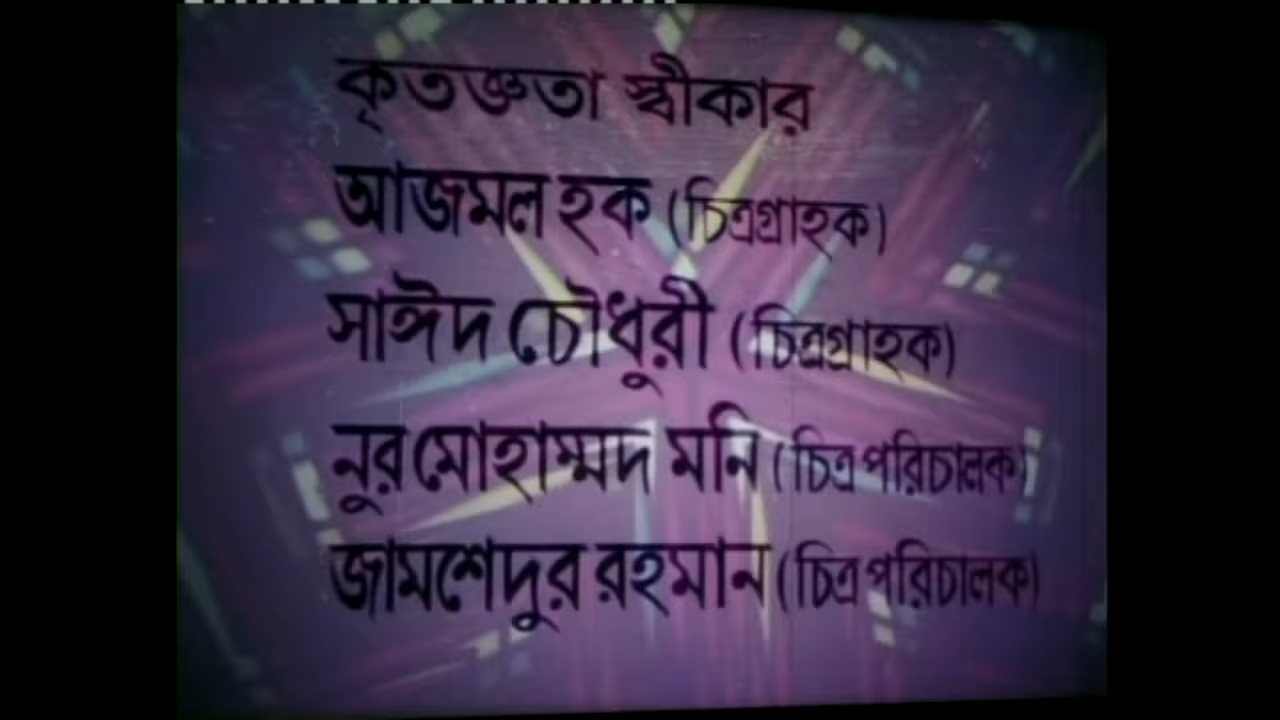 কৃতজ্ঞতা স্বীকার
আজমল হক (চিত্রগ্রাহক)
সাঈদ চৌধুরী (চিত্রগ্রাহক)
নুর মোহাম্মদ মনি (চিত্র পরিচালক)
জামশেদুর রহমান (চিত্র পরিচালক)